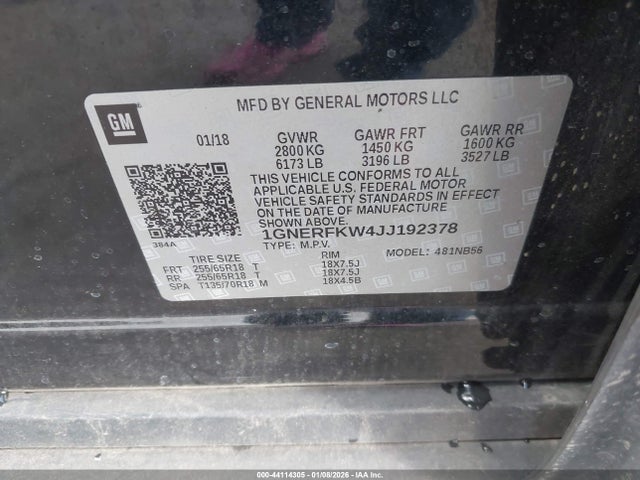 GM
MFD BY GENERAL MOTORS LLC
01/18 GVWR GAWR FRT GAWR RR
2800 KG 1450 KG 1600 KG
6173 LB 3196 LB 3527 LB
THIS VEHICLE CONFORMS TO ALL
APPLICABLE U.S. FEDERAL MOTOR
VEHICLE SAFETY STANDARDS IN EFFECT
ON THE DATE OF MANUFACTURE
SHOWN ABOVE.
1GNERFKW4JJ192378
384A
TYPE: M.P.V. MODEL: 481NB56
TIRE SIZE RIM
FRT 255/65R18 T 18X7.5J
RR 255/65R18 T 18X7.5J
SPA T135/70R18 M 18X4.5B
000-44114305 | 01/08/2026 - COPYRIGHT IAA, LLC.